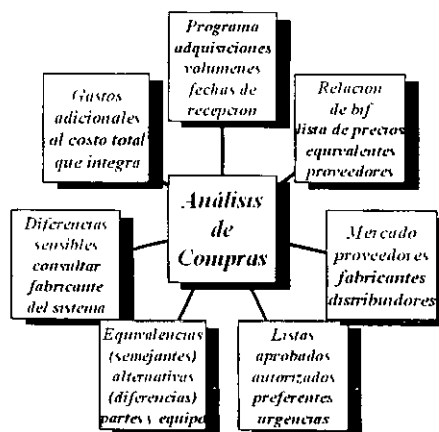 Programa
adquisiciones
volumenes
fechas de
recepcion
Gastos
adicionales
al costo total
que integra
Relacion
de bif
lista de precios
equivalentes
proveedores
Análisis
de
Compras
Diferencias
sensibles
consultar
fabricante
del sistema
Mercado
proveedores
fabricantes
distribuidores
Equivalencias
(semejantes)
alternativas
(diferencias)
partes y equipo
Listas
aprobados
autorizados
preferentes
urgencias